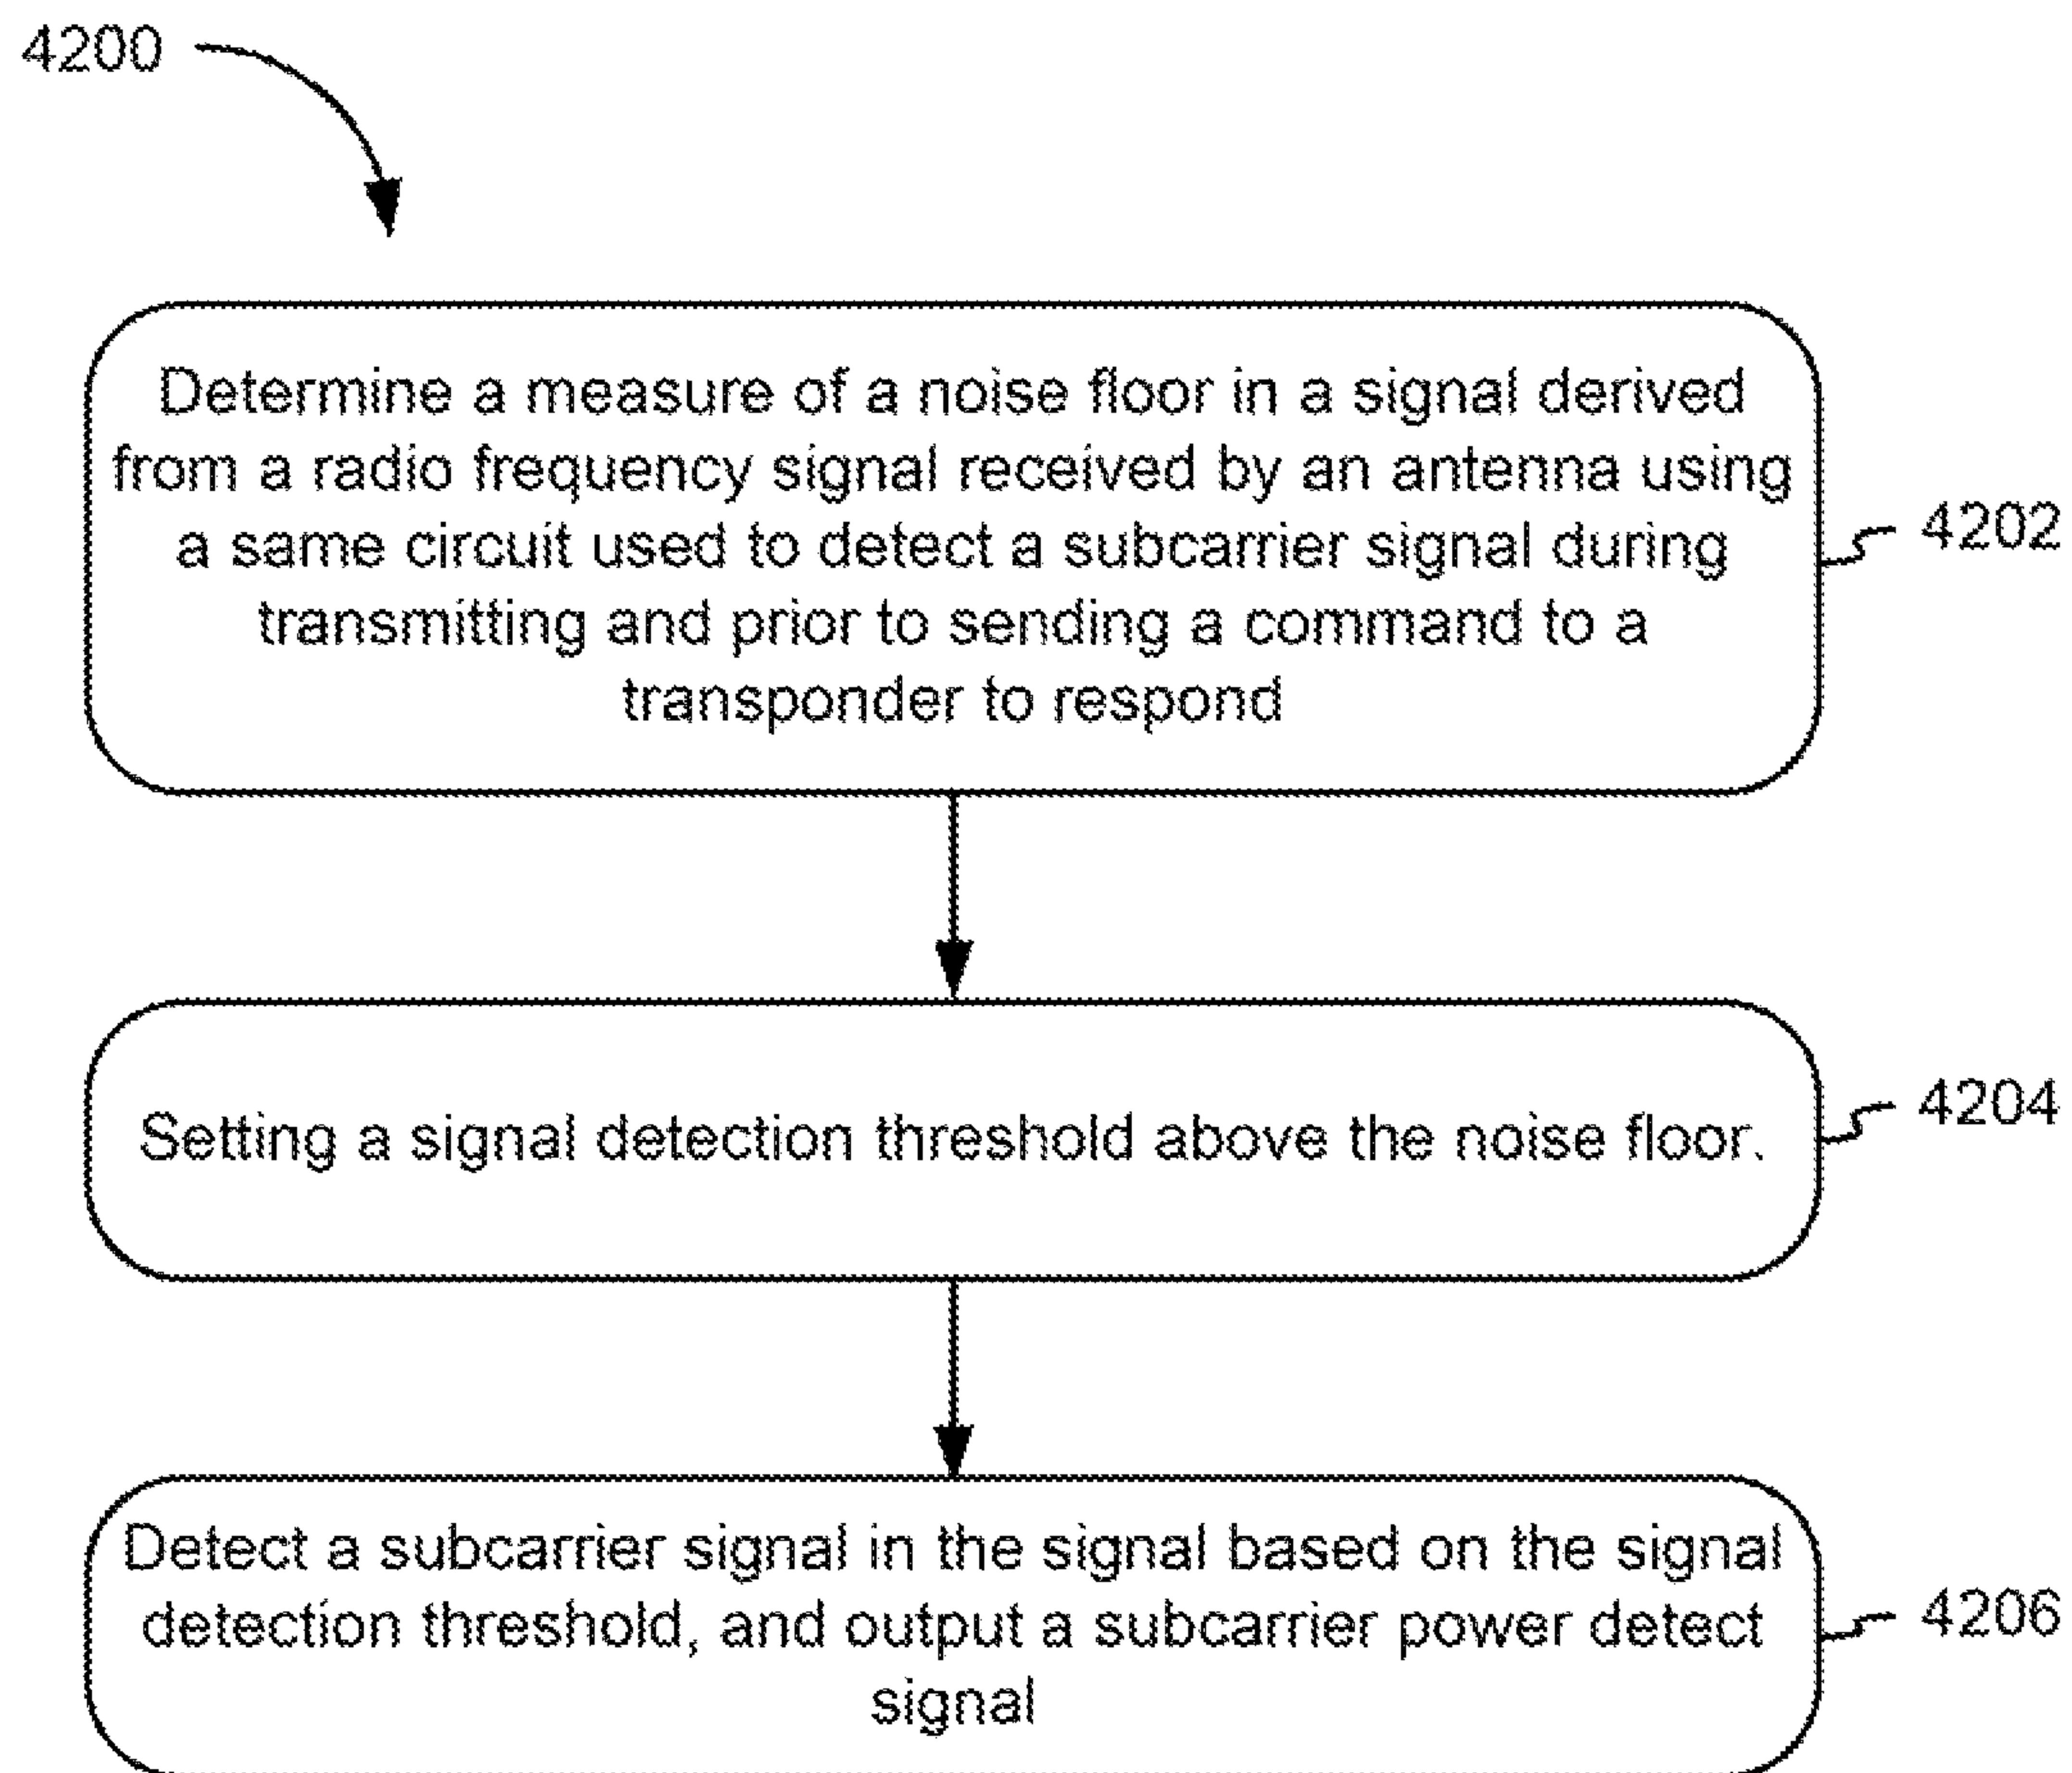 4200
Determine a measure of a noise floor in a signal derived
from a radio frequency signal received by an antenna using
a same circuit used to detect a subcarrier signal during
transmitting and prior to sending a command to a
transponder to respond
4202
Setting a signal detection threshold above the noise floor.
4204
Detect a subcarrier signal in the signal based on the signal
detection threshold, and output a subcarrier power detect
signal
4206